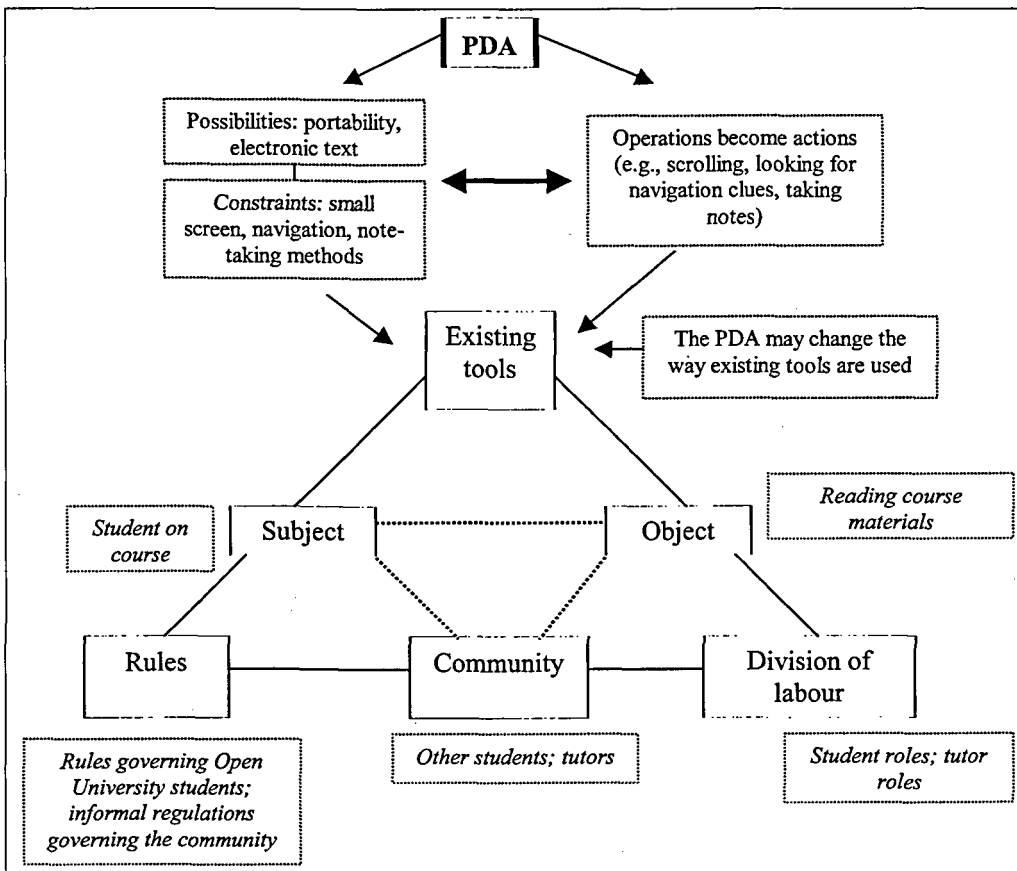 PDA
Possibilities: portability,
electronic text
Constraints: small
screen, navigation, note-
taking methods
Operations become actions
(e.g., scrolling, looking for
navigation clues, taking
notes)
Existing
tools
The PDA may change the
way existing tools are used
Student on
course
Subject
Object
Reading course
materials
Rules
Community
Division of
labour
Rules governing Open
University students;
informal regulations
governing the community
Other students; tutors
Student roles; tutor
roles